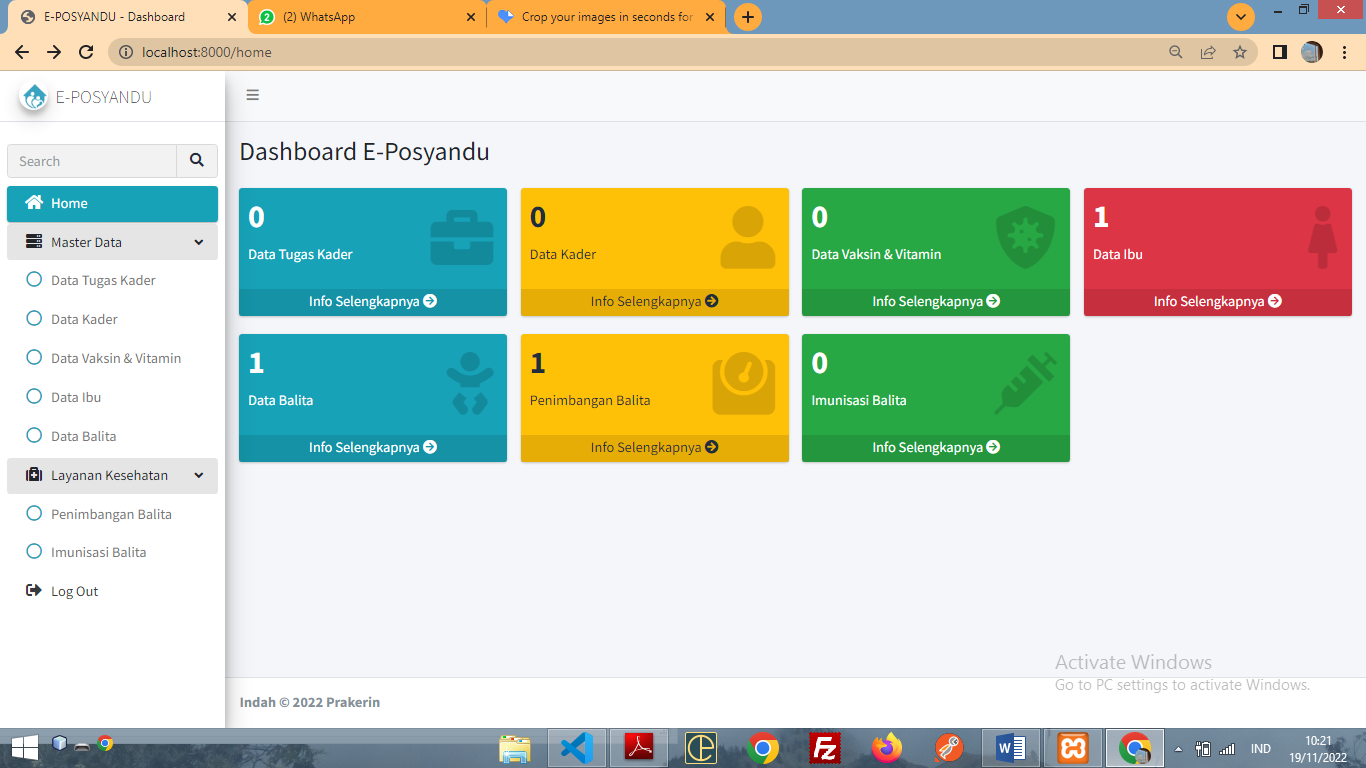 E-POSYANDU - Dashboard
(2) WhatsApp
Crop your images in seconds for
localhost:8000/home
E-POSYANDU
Search
Home
Master Data
Data Tugas Kader
Data Kader
Data Vaksin & Vitamin
Data Ibu
Data Balita
Layanan Kesehatan
Penimbangan Balita
Imunisasi Balita
Log Out
Dashboard E-Posyandu
0
Data Tugas Kader
Info Selengkapnya
0
Data Kader
Info Selengkapnya
0
Data Vaksin & Vitamin
Info Selengkapnya
1
Data Ibu
Info Selengkapnya
1
Data Balita
Info Selengkapnya
1
Penimbangan Balita
Info Selengkapnya
0
Imunisasi Balita
Info Selengkapnya
Activate Windows
Go to PC settings to activate Windows.
Indah © 2022 Prakerin
IND
10:21
19/11/2022